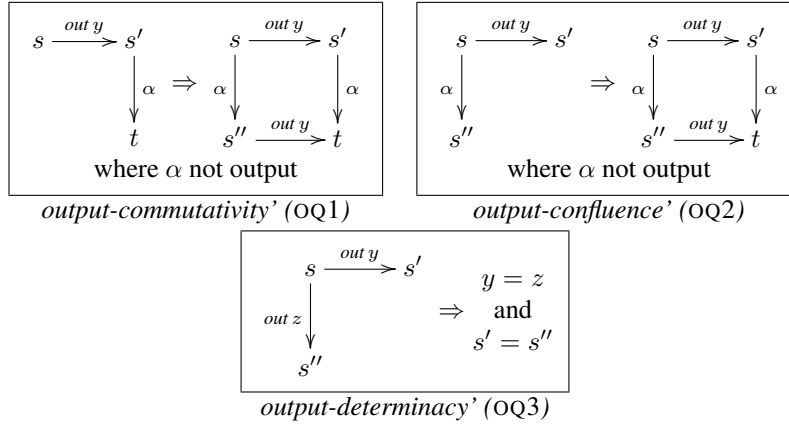 s out y s′ s out y s′ s out y s′ s out y s′
α ⇒ α α α ⇒ α α
t s′′ out y t s′′ s′′ out y t
where α not output where α not output
output-commutativity' (OQ1) output-confluence' (OQ2)
s out y s′ y = z
out z ⇒ and
s′′ s′ = s′′
output-determinacy' (OQ3)